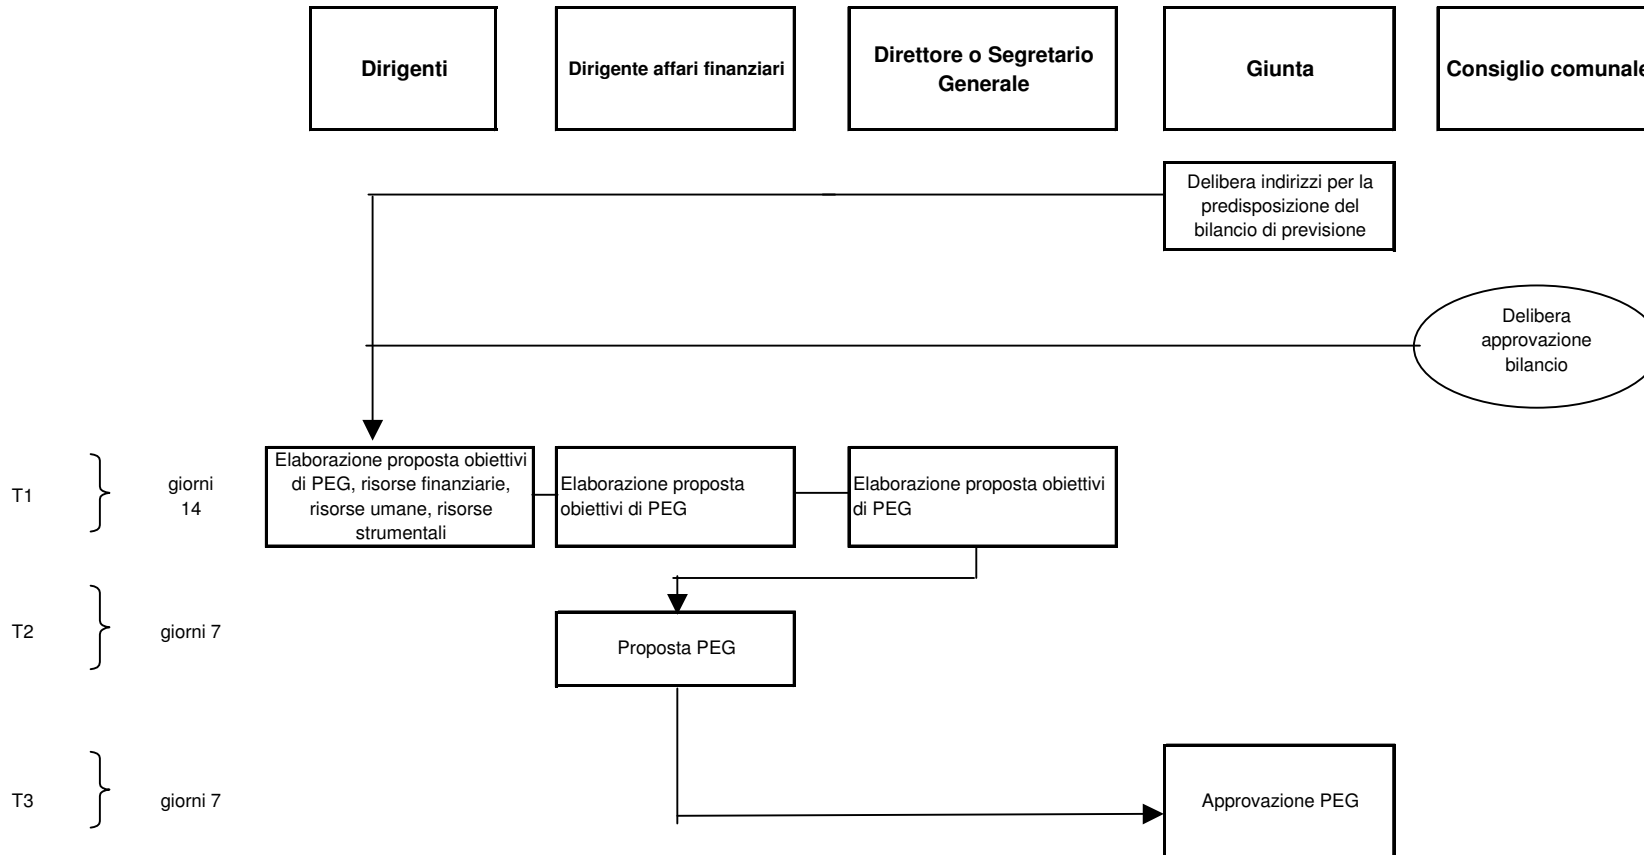 Dirigenti
Dirigente affari finanziari
Direttore o Segretario
Generale
Giunta
Consiglio comunale
Delibera indirizzi per la
predisposizione del
bilancio di previsione
Delibera
approvazione
bilancio
T1
giorni
14
Elaborazione proposta obiettivi
di PEG, risorse finanziarie,
risorse umane, risorse
strumentali
Elaborazione proposta
obiettivi di PEG
Elaborazione proposta obiettivi
di PEG
T2
giorni 7
Proposta PEG
T3
giorni 7
Approvazione PEG